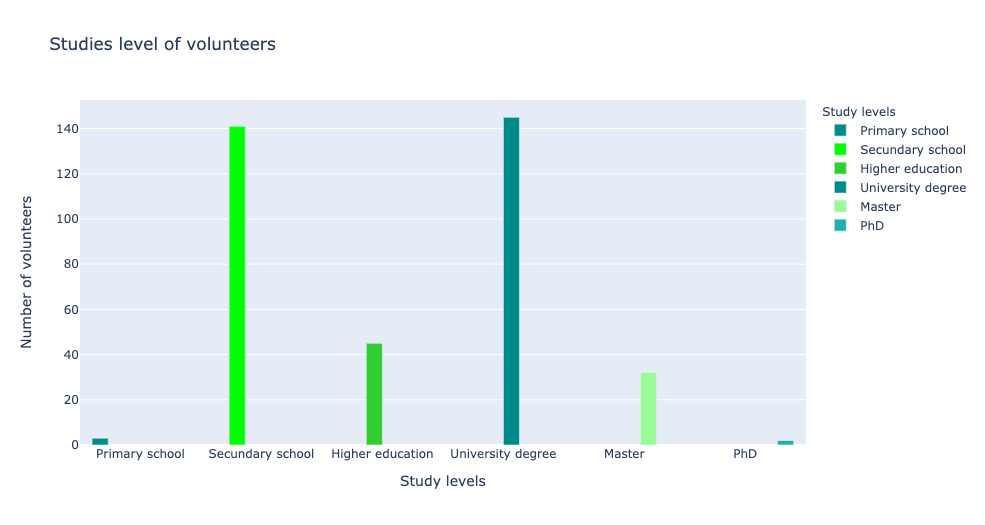 Studies level of volunteers
Number of volunteers
140
120
100
80
60
40
20
0
Primary school
Secundary school
Higher education
University degree
Master
PhD
Study levels
Study levels
Primary school
Secundary school
Higher education
University degree
Master
PhD